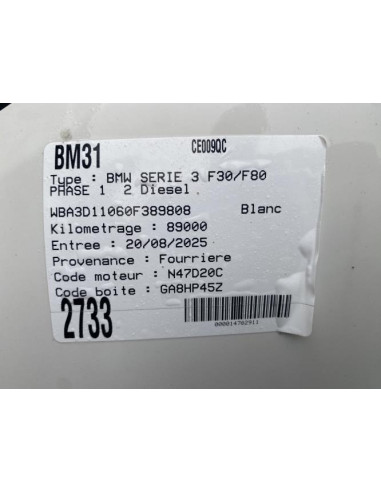 CE009QC
BM31
Type : BMW SERIE 3 F30/F80
PHASE 1 2 Diesel
WBA3D11060F389808 Blanc
Kilometrage : 89000
Entree : 20/08/2025
Provenance : Fourriere
Code moteur : N47D20C
Code boite : GA8HP45Z
2733
000014702911